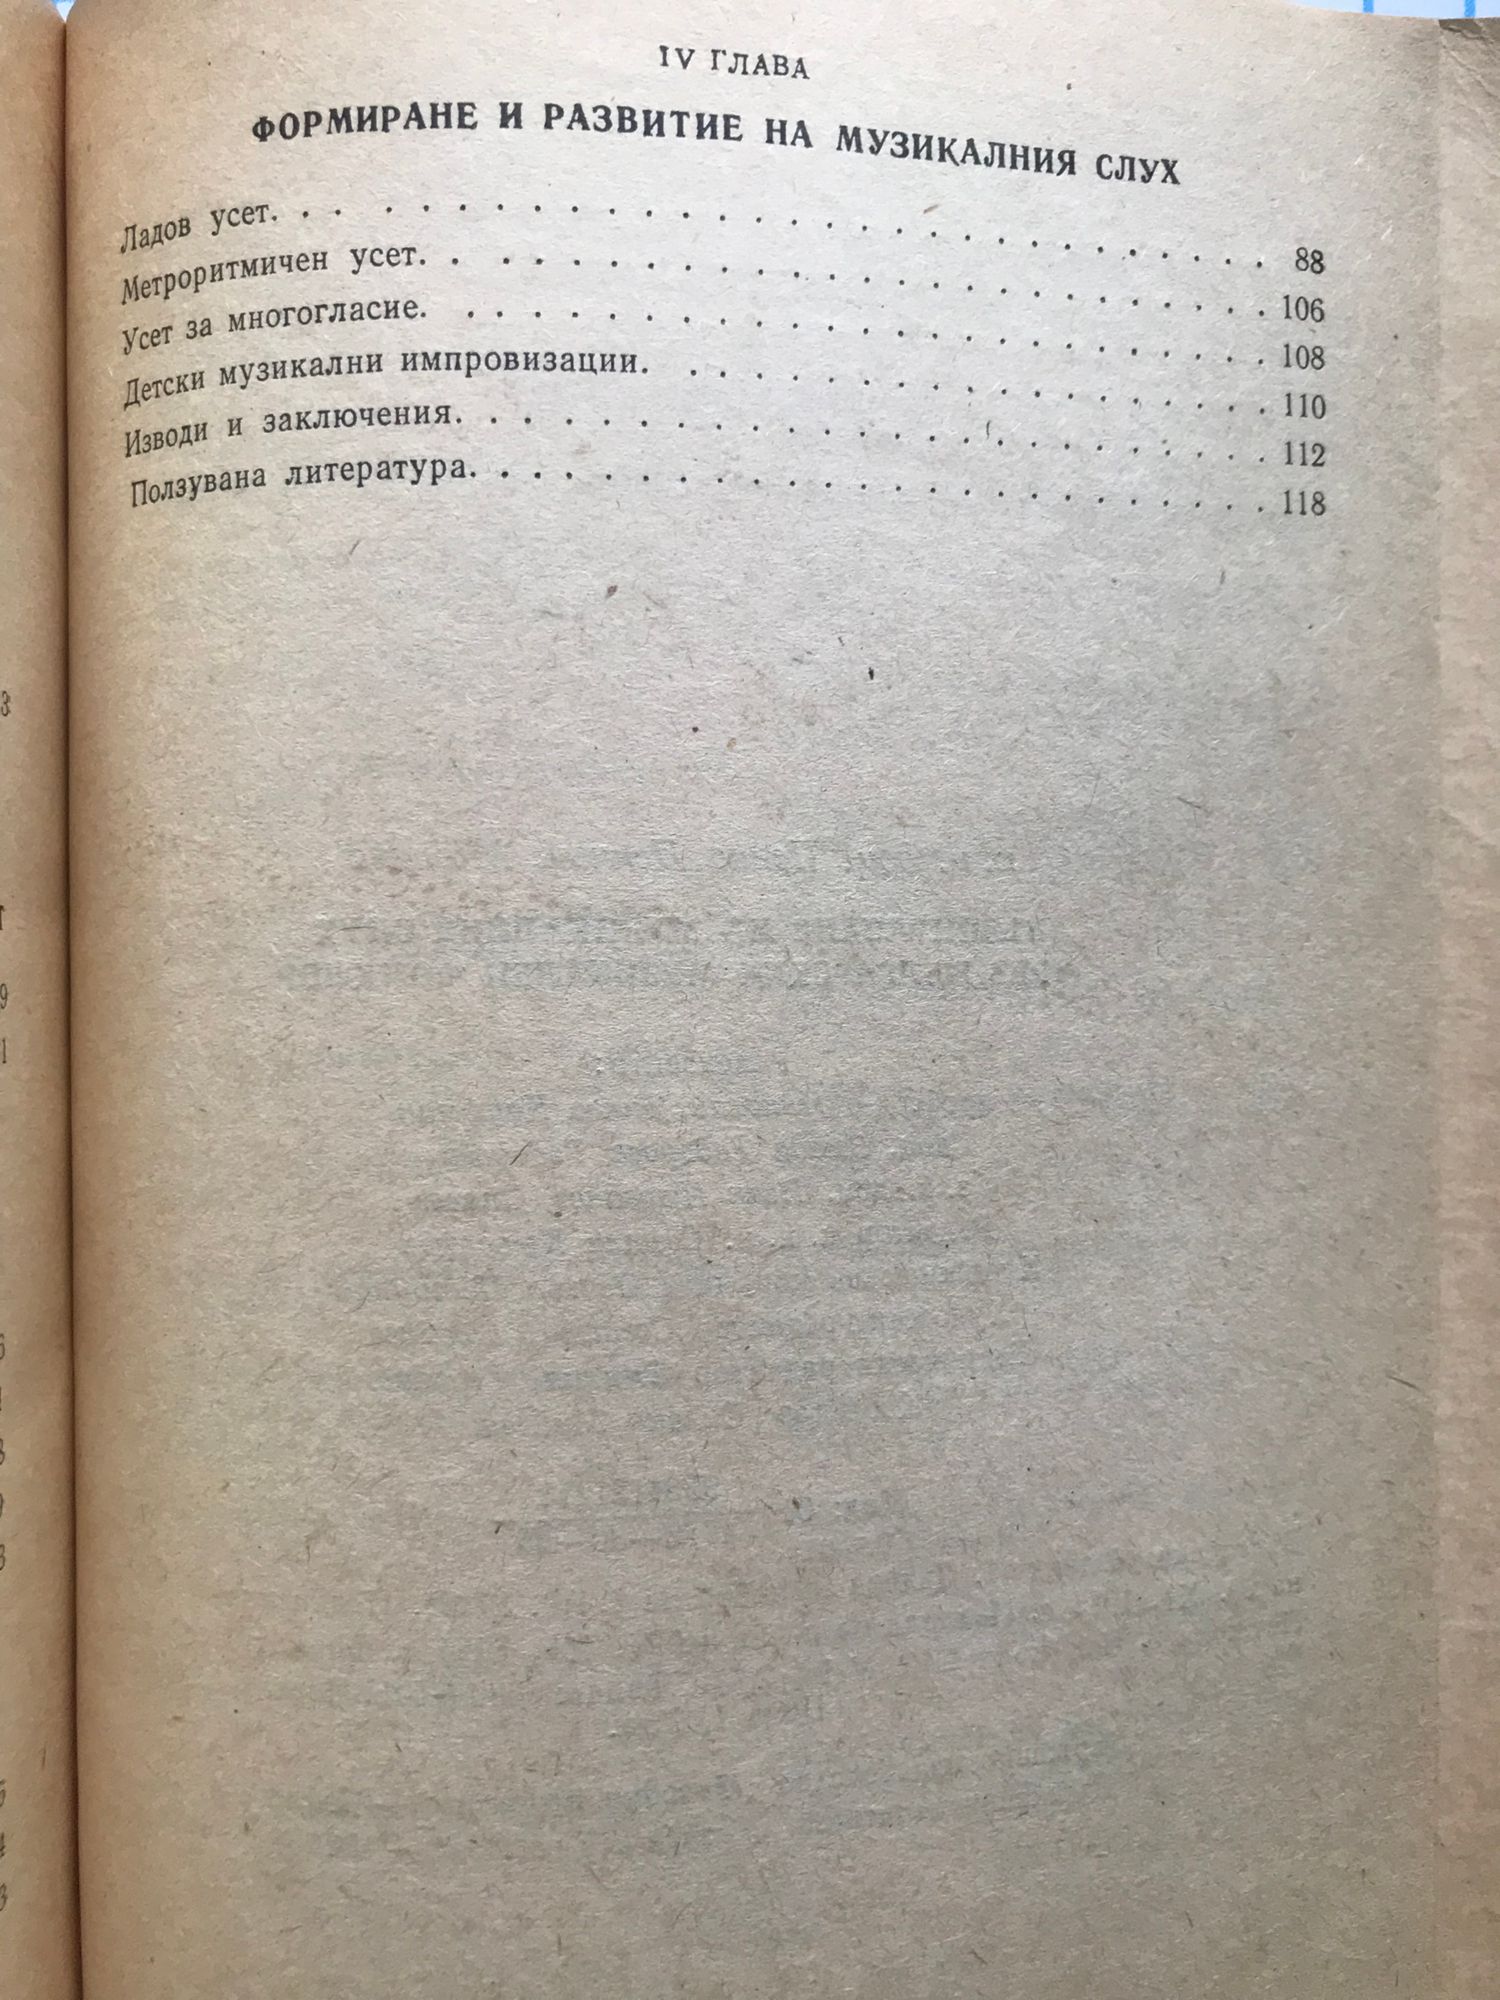 IV ГЛАВА
ФОРМИРАНЕ И РАЗВИТИЕ НА МУЗИКАЛНИЯ СЛУХ
Ладов усет. . . . . . . . . . . . . . . . . . . . . . . . . . . 88
Метроритмичен усет. . . . . . . . . . . . . . . . . . . . . . . 106
Усет за многогласие. . . . . . . . . . . . . . . . . . . . . . . 108
Детски музикални импровизации. . . . . . . . . . . . . . . . . 110
Изводи и заключения. . . . . . . . . . . . . . . . . . . . . . . 112
Ползувана литература. . . . . . . . . . . . . . . . . . . . . . . 118